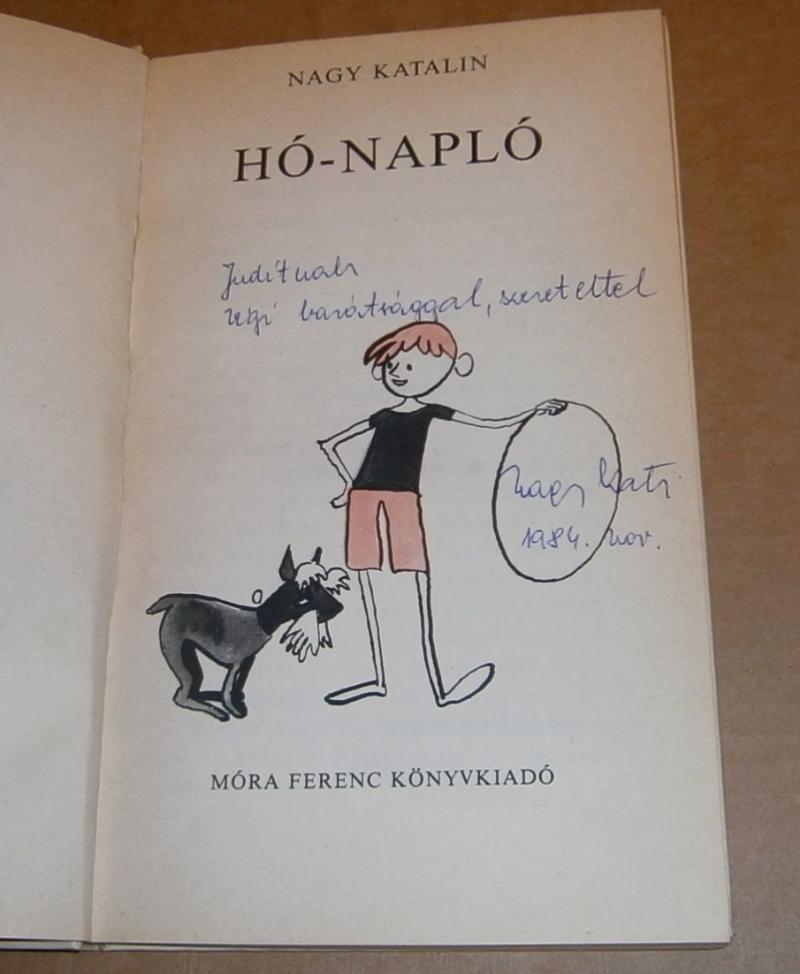 NAGY KATALIN
HÓ-NAPLÓ
Juditnak
régi barátsággal, szeretettel
Nagy Kati
1984. nov.
MÓRA FERENC KÖNYVKIADÓ